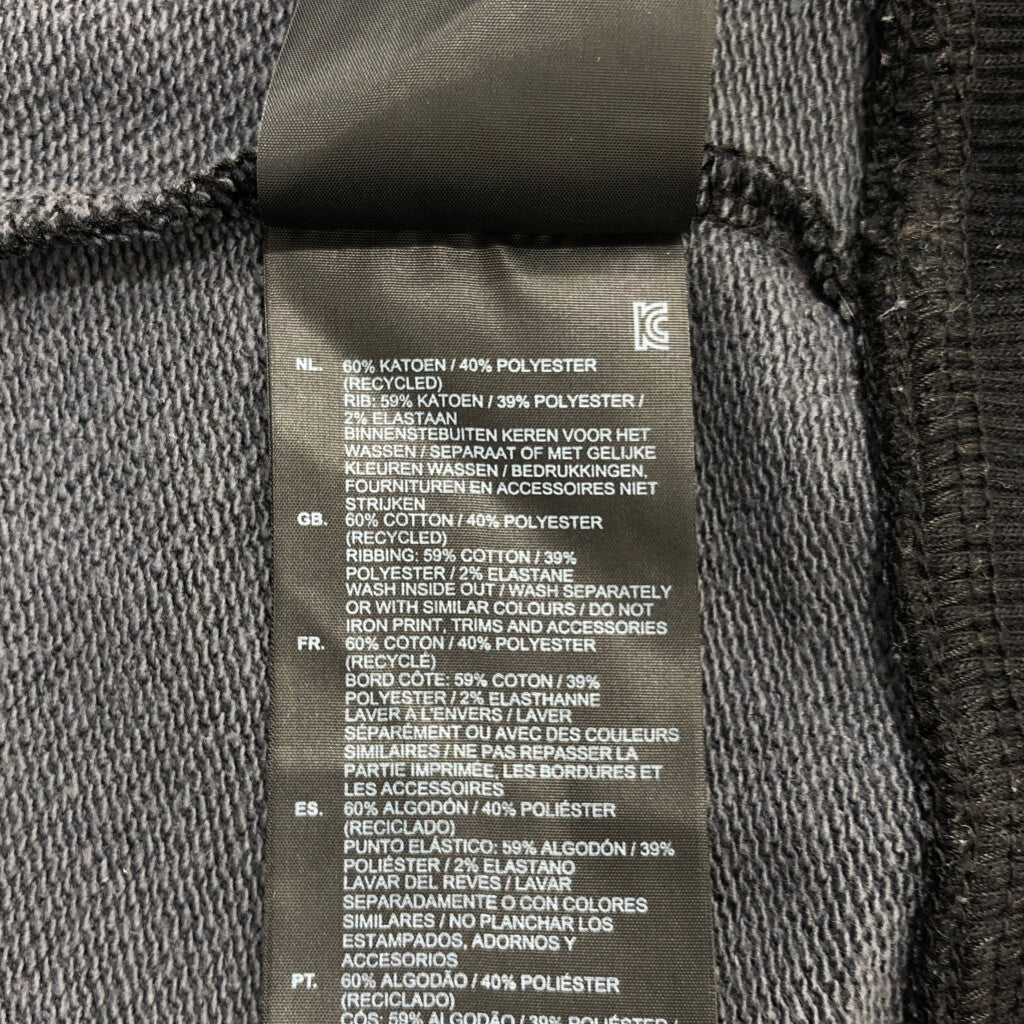 KC
NL. 60% KATOEN / 40% POLYESTER
(RECYCLED)
RIB: 59% KATOEN / 39% POLYESTER /
2% ELASTAAN
BINNENSTEBUITEN KEREN VOOR HET
WASSEN / SEPARAAT OF MET GELIJKE
KLEUREN WASSEN / BEDRUKKINGEN,
FOURNITUREN EN ACCESSOIRES NIET
STRIJKEN
GB. 60% COTTON / 40% POLYESTER
(RECYCLED)
RIBBING: 59% COTTON / 39%
POLYESTER / 2% ELASTANE
WASH INSIDE OUT / WASH SEPARATELY
OR WITH SIMILAR COLOURS / DO NOT
IRON PRINT, TRIMS AND ACCESSORIES
FR. 60% COTON / 40% POLYESTER
(RECYCLÉ)
BORD CÔTE: 59% COTON / 39%
POLYESTER / 2% ELASTHANNE
LAVER À L'ENVERS / LAVER
SÉPARÉMENT OU AVEC DES COULEURS
SIMILAIRES / NE PAS REPASSER LA
PARTIE IMPRIMÉE, LES BORDURES ET
LES ACCESSOIRES
ES. 60% ALGODÓN / 40% POLIÉSTER
(RECICLADO)
PUNTO ELÁSTICO: 59% ALGODÓN / 39%
POLIÉSTER / 2% ELASTANO
LAVAR DEL REVÉS / LAVAR
SEPARADAMENTE O CON COLORES
SIMILARES / NO PLANCHAR LOS
ESTAMPADOS, ADORNOS Y
ACCESORIOS
PT. 60% ALGODÃO / 40% POLIÉSTER
(RECICLADO)
CÓS: 59% ALGODÃO / 39% POLIÉSTER /